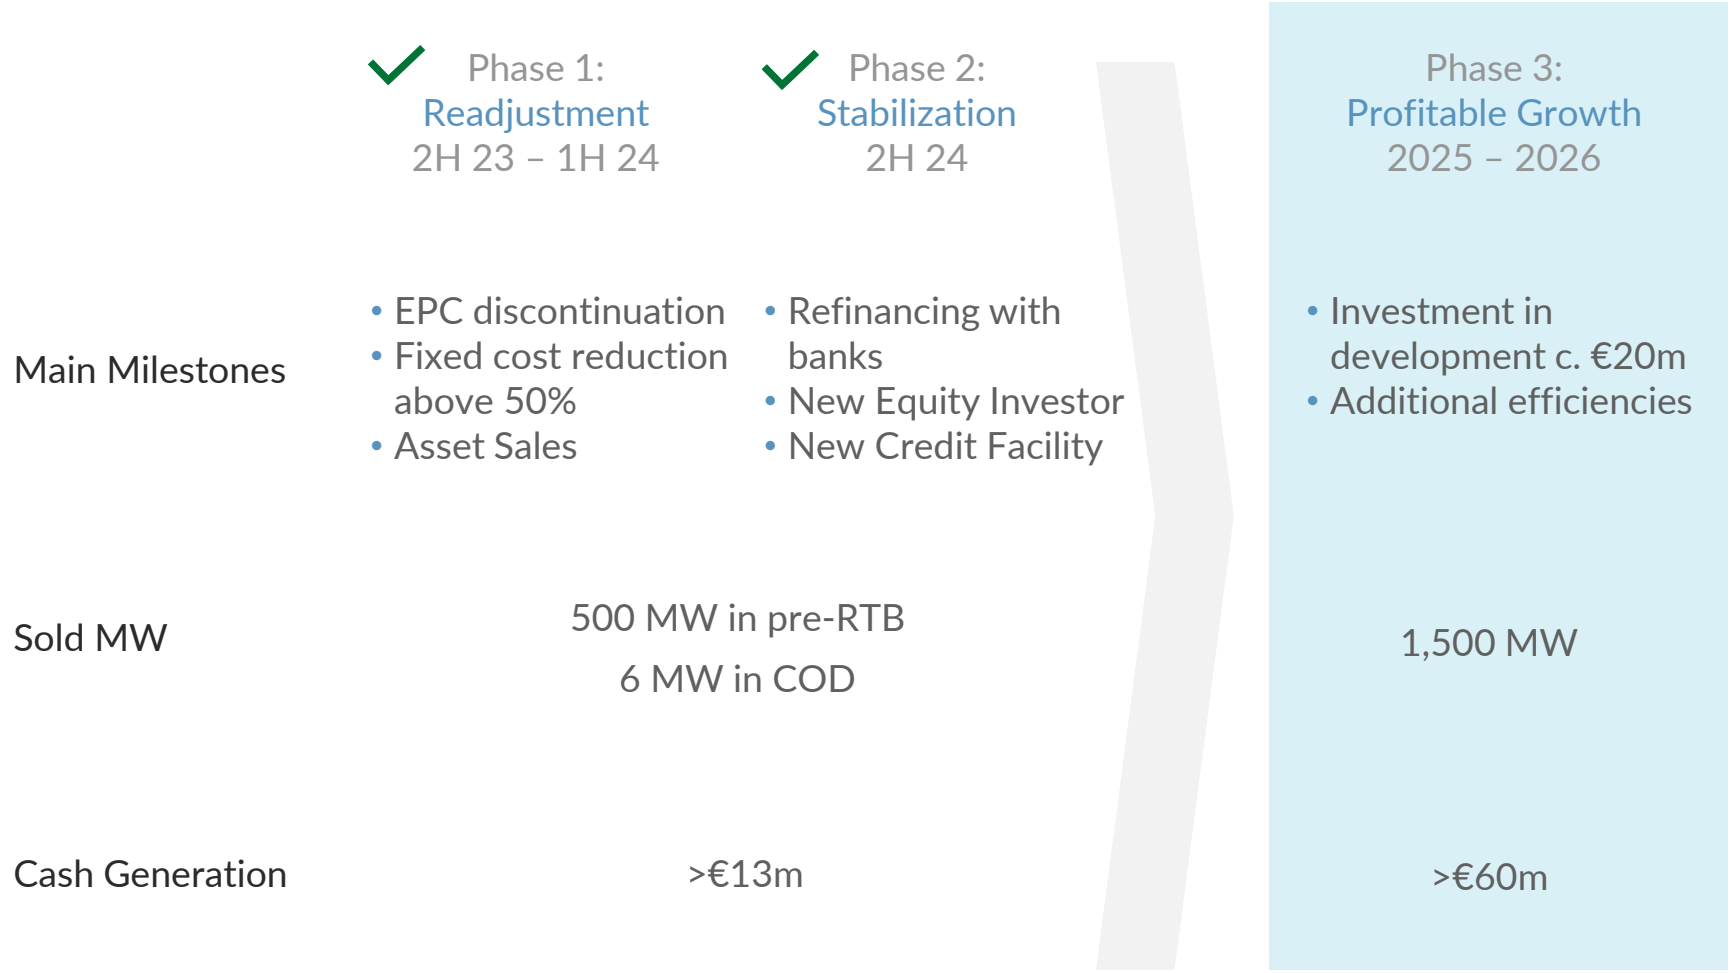 Phase 1:
Readjustment
2H 23 – 1H 24
Phase 2:
Stabilization
2H 24
Phase 3:
Profitable Growth
2025 – 2026
Main Milestones
• EPC discontinuation
• Fixed cost reduction
above 50%
• Asset Sales
• Refinancing with
banks
• New Equity Investor
• New Credit Facility
• Investment in
development c. €20m
• Additional efficiencies
Sold MW
500 MW in pre-RTB
6 MW in COD
1,500 MW
Cash Generation
>€13m
>€60m